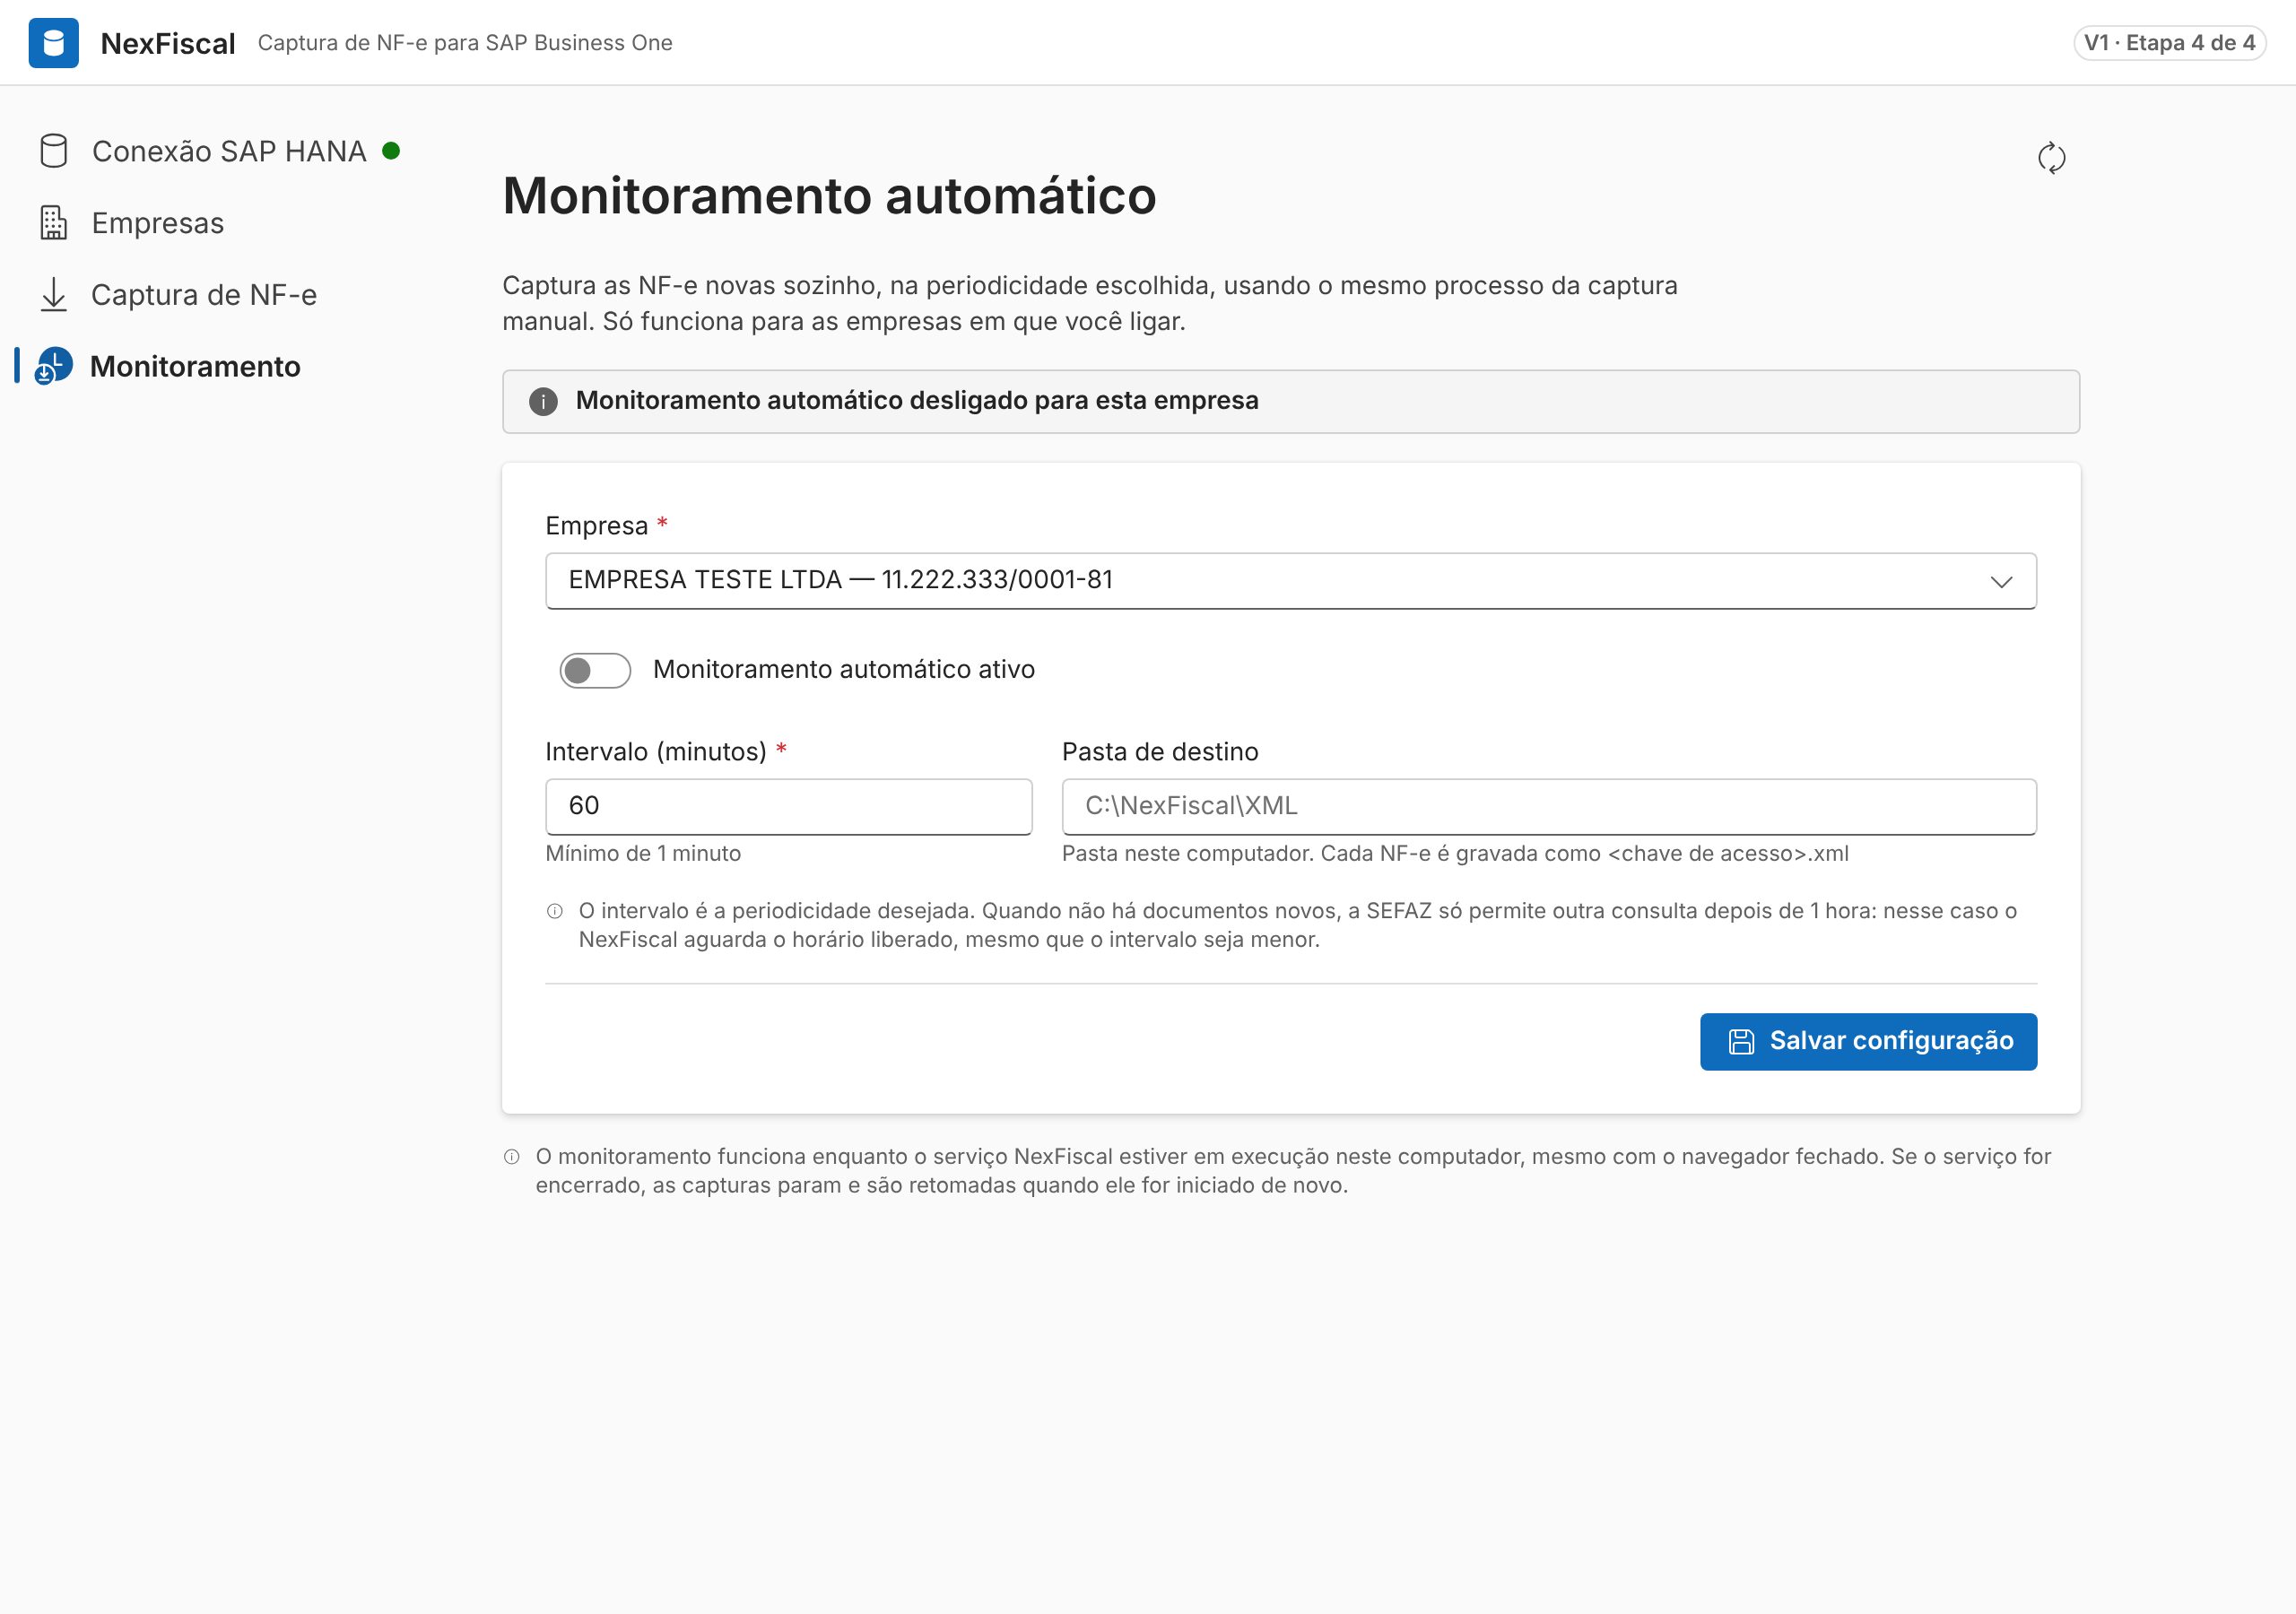 NexFiscal Captura de NF-e para SAP Business One
V1 · Etapa 4 de 4
Conexão SAP HANA
Empresas
Captura de NF-e
Monitoramento
Monitoramento automático
Captura as NF-e novas sozinho, na periodicidade escolhida, usando o mesmo processo da captura
manual. Só funciona para as empresas em que você ligar.
Monitoramento automático desligado para esta empresa
Empresa *
EMPRESA TESTE LTDA — 11.222.333/0001-81
Monitoramento automático ativo
Intervalo (minutos) *
60
Mínimo de 1 minuto
Pasta de destino
C:\NexFiscal\XML
Pasta neste computador. Cada NF-e é gravada como <chave de acesso>.xml
O intervalo é a periodicidade desejada. Quando não há documentos novos, a SEFAZ só permite outra consulta depois de 1 hora: nesse caso o
NexFiscal aguarda o horário liberado, mesmo que o intervalo seja menor.
Salvar configuração
O monitoramento funciona enquanto o serviço NexFiscal estiver em execução neste computador, mesmo com o navegador fechado. Se o serviço for
encerrado, as capturas param e são retomadas quando ele for iniciado de novo.